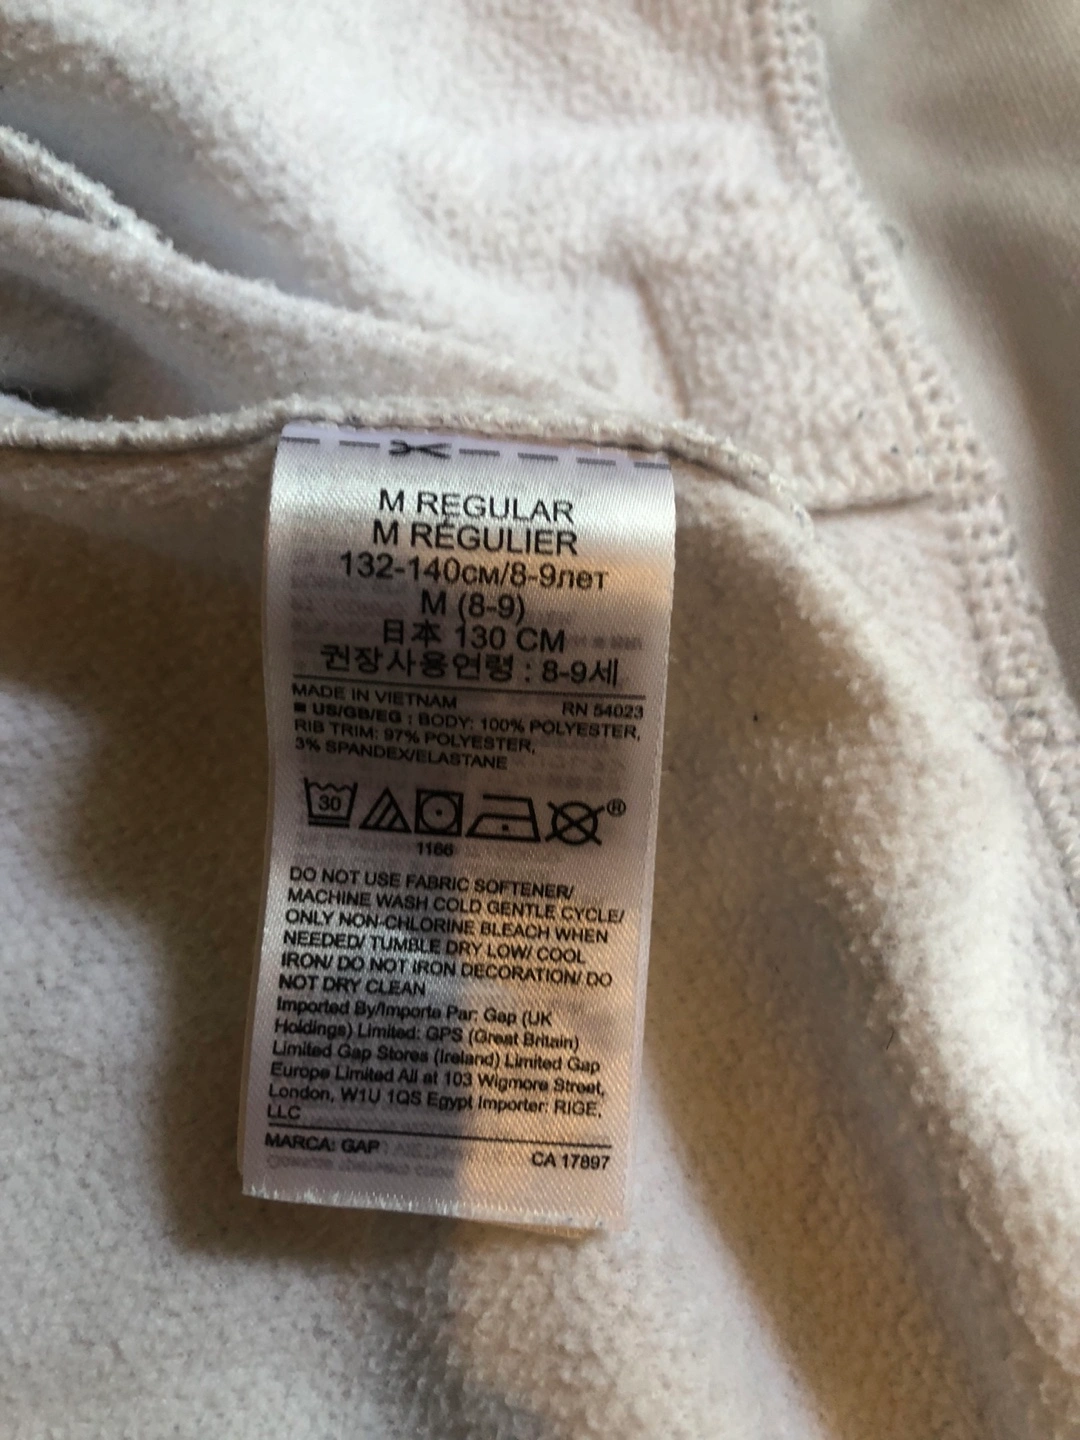 M REGULAR
M RÉGULIER
132-140см/8-9лет
M (8-9)
日本 130 CM
권장사용연령 : 8-9세
MADE IN VIETNAM RN 54023
■ US/GB/EG : BODY: 100% POLYESTER,
RIB TRIM: 97% POLYESTER,
3% SPANDEX/ELASTANE
30
®
1166
DO NOT USE FABRIC SOFTENER/
MACHINE WASH COLD GENTLE CYCLE/
ONLY NON-CHLORINE BLEACH WHEN
NEEDED/ TUMBLE DRY LOW/ COOL
IRON/ DO NOT IRON DECORATION/ DO
NOT DRY CLEAN
Imported By/Importe Par: Gap (UK
Holdings) Limited: GPS (Great Britain)
Limited Gap Stores (Ireland) Limited Gap
Europe Limited All at 103 Wigmore Street,
London, W1U 1QS Egypt Importer: RIGE,
LLC
MARCA: GAP
CA 17897